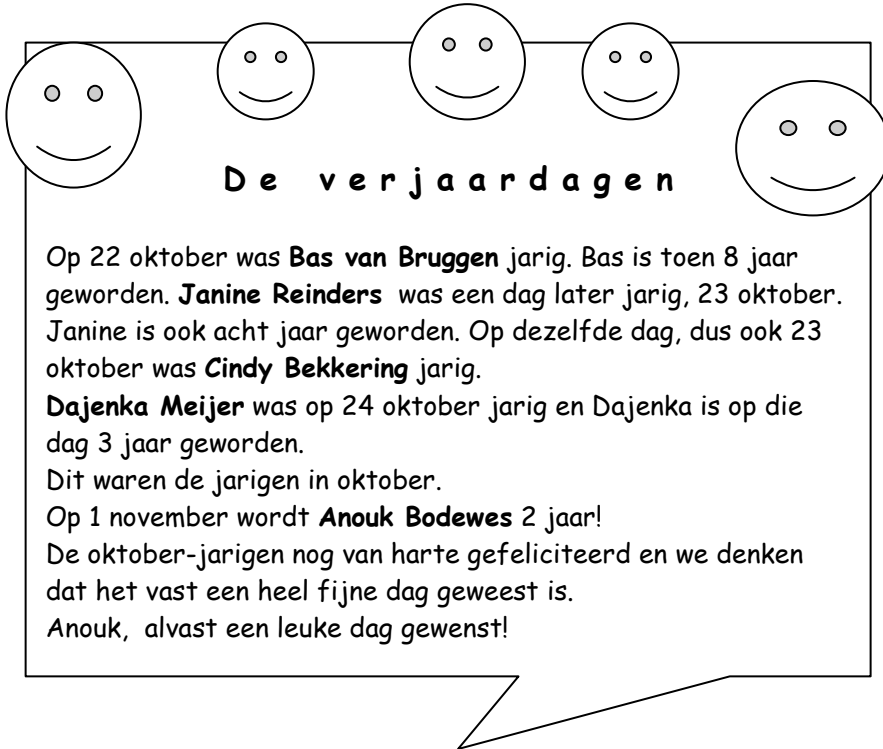 De verjaardagen
Op 22 oktober was Bas van Bruggen jarig. Bas is toen 8 jaar
geworden. Janine Reinders was een dag later jarig, 23 oktober.
Janine is ook acht jaar geworden. Op dezelfde dag, dus ook 23
oktober was Cindy Bekkering jarig.
Dajenka Meijer was op 24 oktober jarig en Dajenka is op die
dag 3 jaar geworden.
Dit waren de jarigen in oktober.
Op 1 november wordt Anouk Bodewes 2 jaar!
De oktober-jarigen nog van harte gefeliciteerd en we denken
dat het vast een heel fijne dag geweest is.
Anouk, alvast een leuke dag gewenst!